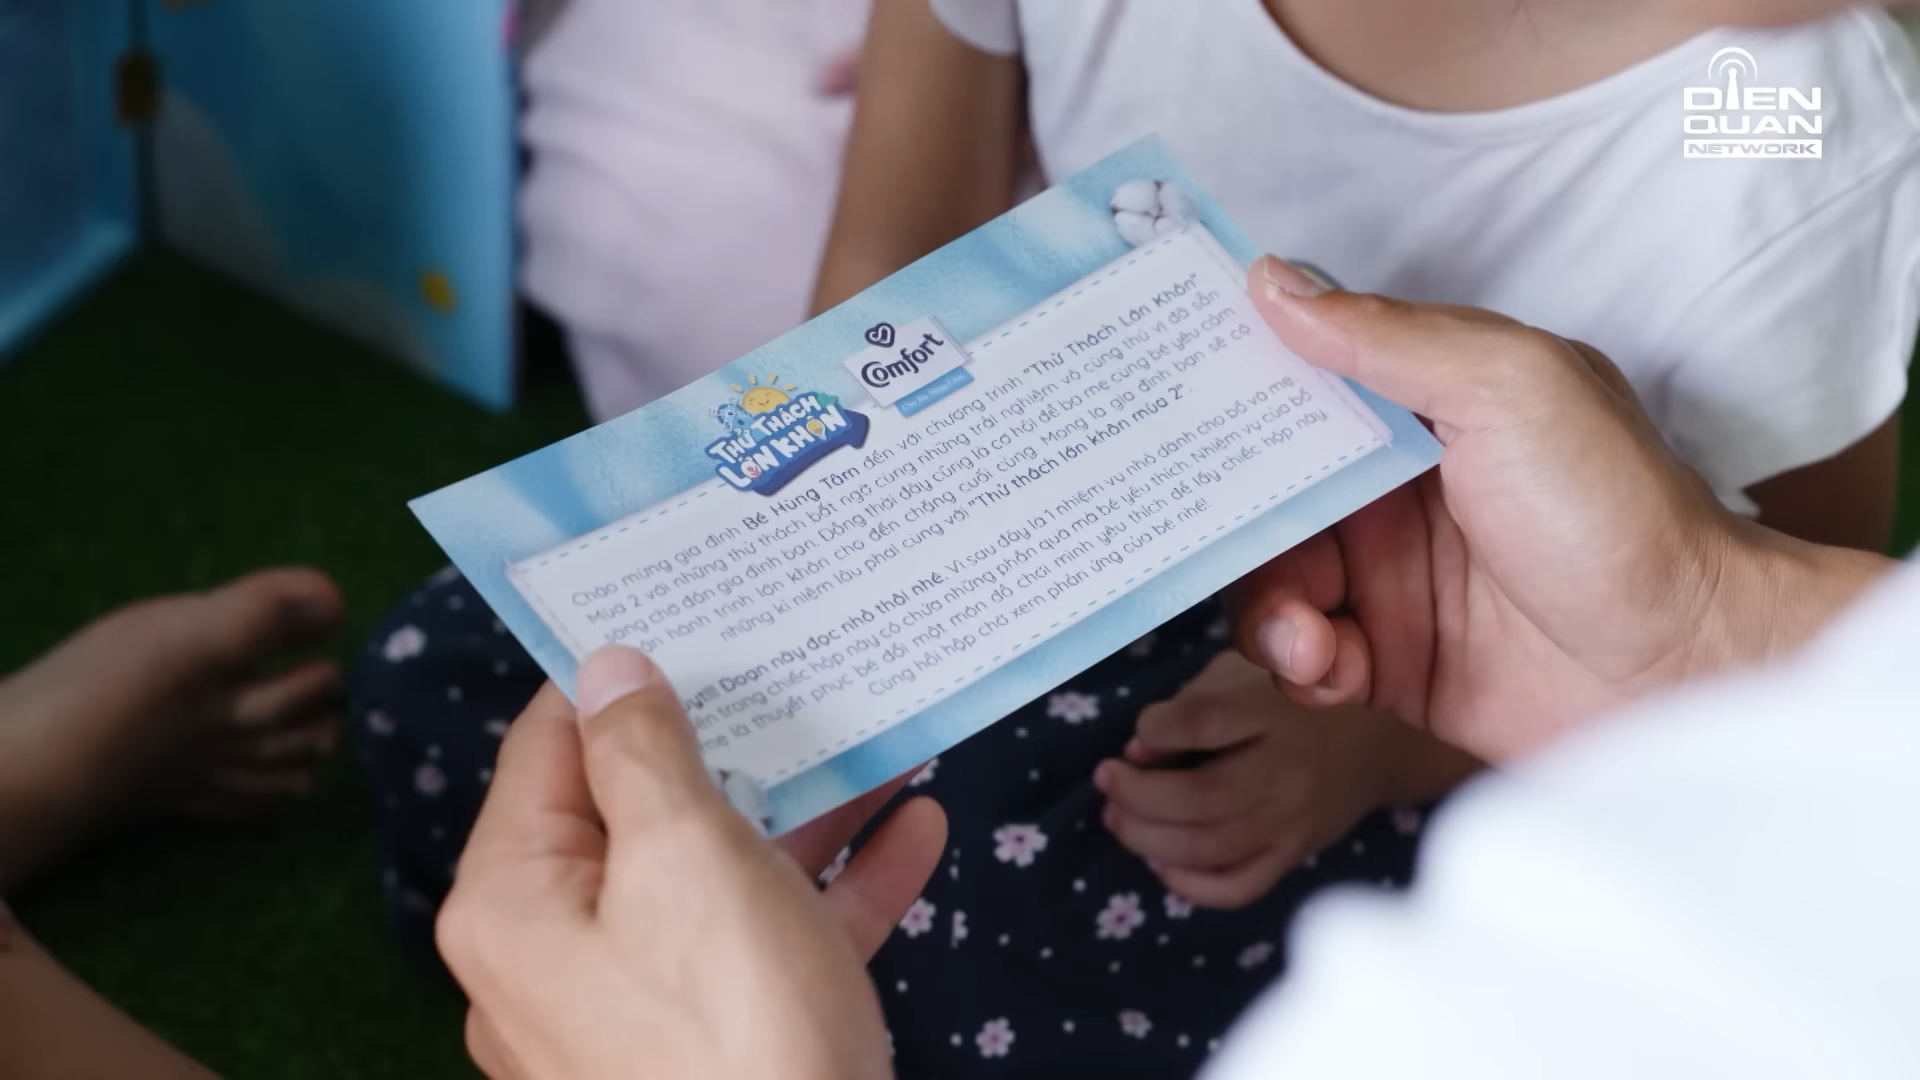 DIEN
QUAN
NETWORK
Comfort
THỬ THÁCH
LỚN KHÔN
Chào mừng gia đình Bé Hùng Tâm đến với chương trình "Thử Thách Lớn Khôn"
Mùa 2 với những thử thách bất ngờ cùng những trải nghiệm vô cùng thú vị đã sẵn
sàng chờ đón gia đình bạn. Đồng thời đây cũng là cơ hội để ba mẹ cùng bé yêu cảm
hành trình lớn khôn cho đến chặng cuối cùng. Mong là gia đình bạn sẽ có
những kỉ niệm lâu phai cùng với "Thử thách lớn khôn mùa 2".
Đoạn này đọc nhỏ thôi nhé. Vì sau đây là 1 nhiệm vụ nhỏ dành cho bố và mẹ.
trong chiếc hộp này có chứa những phần quà mà bé yêu thích. Nhiệm vụ của bố
mẹ là thuyết phục bé đổi một món đồ chơi mình yêu thích để lấy chiếc hộp này.
Cùng hồi hộp chờ xem phản ứng của bé nhé!